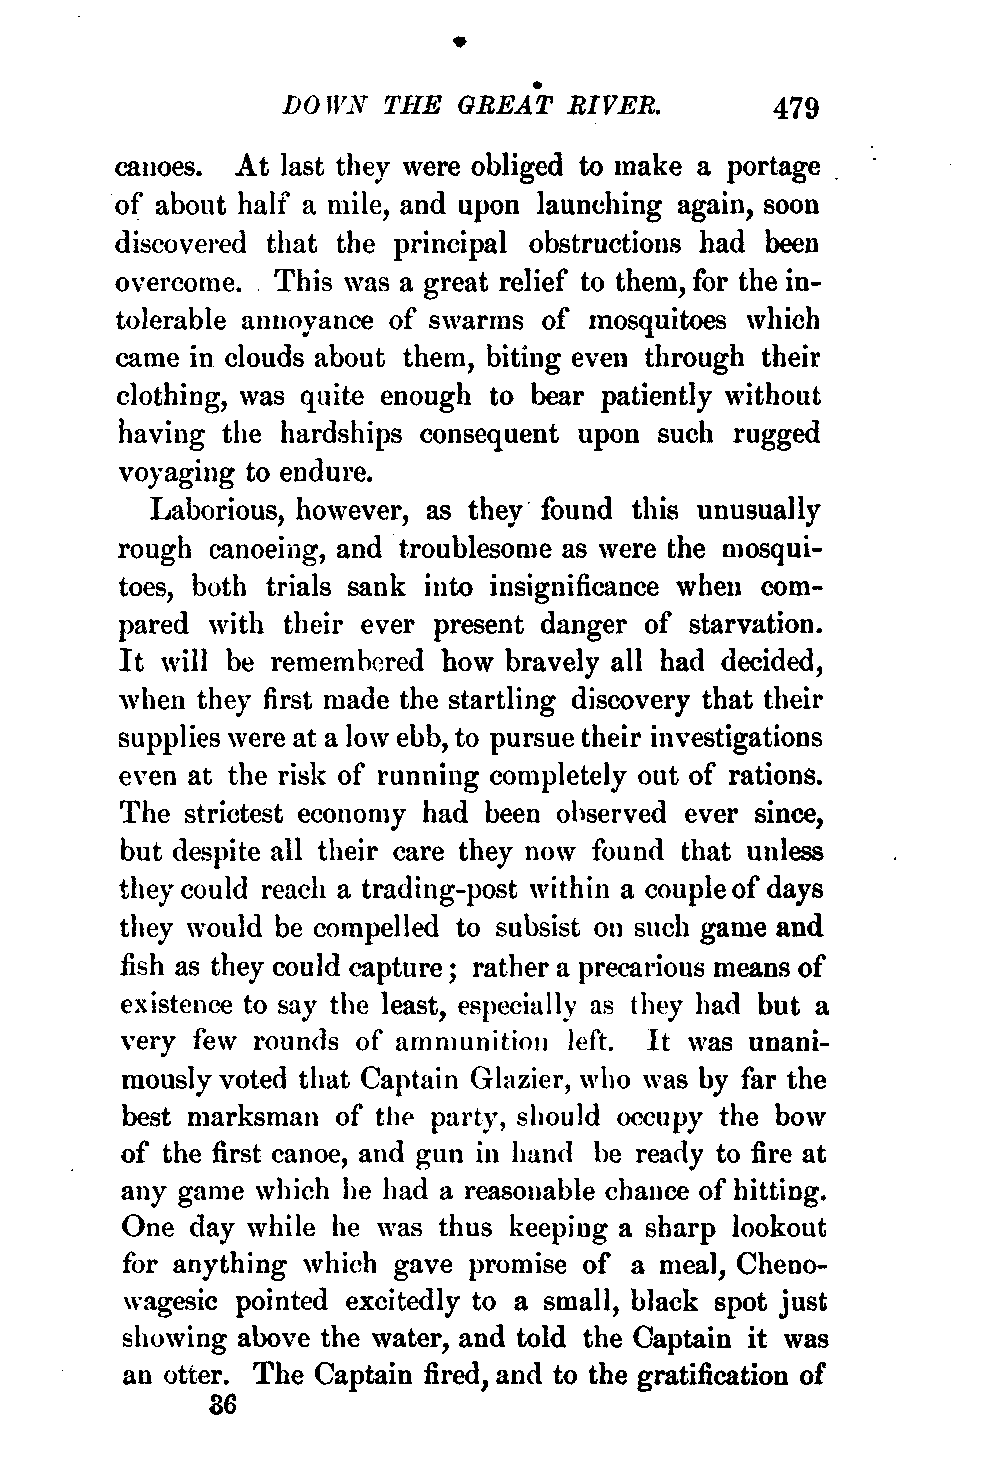 DOWN THE GREAT RIVER. 479
canoes. At last they were obliged to make a portage
of about half a mile, and upon launching again, soon
discovered that the principal obstructions had been
overcome. This was a great relief to them, for the in-
tolerable annoyance of swarms of mosquitoes which
came in clouds about them, biting even through their
clothing, was quite enough to bear patiently without
having the hardships consequent upon such rugged
voyaging to endure.
Laborious, however, as they found this unusually
rough canoeing, and troublesome as were the mosqui-
toes, both trials sank into insignificance when com-
pared with their ever present danger of starvation.
It will be remembered how bravely all had decided,
when they first made the startling discovery that their
supplies were at a low ebb, to pursue their investigations
even at the risk of running completely out of rations.
The strictest economy had been observed ever since,
but despite all their care they now found that unless
they could reach a trading-post within a couple of days
they would be compelled to subsist on such game and
fish as they could capture; rather a precarious means of
existence to say the least, especially as they had but a
very few rounds of ammunition left. It was unani-
mously voted that Captain Glazier, who was by far the
best marksman of the party, should occupy the bow
of the first canoe, and gun in hand be ready to fire at
any game which he had a reasonable chance of hitting.
One day while he was thus keeping a sharp lookout
for anything which gave promise of a meal, Cheno-
wagesic pointed excitedly to a small, black spot just
showing above the water, and told the Captain it was
an otter. The Captain fired, and to the gratification of
36